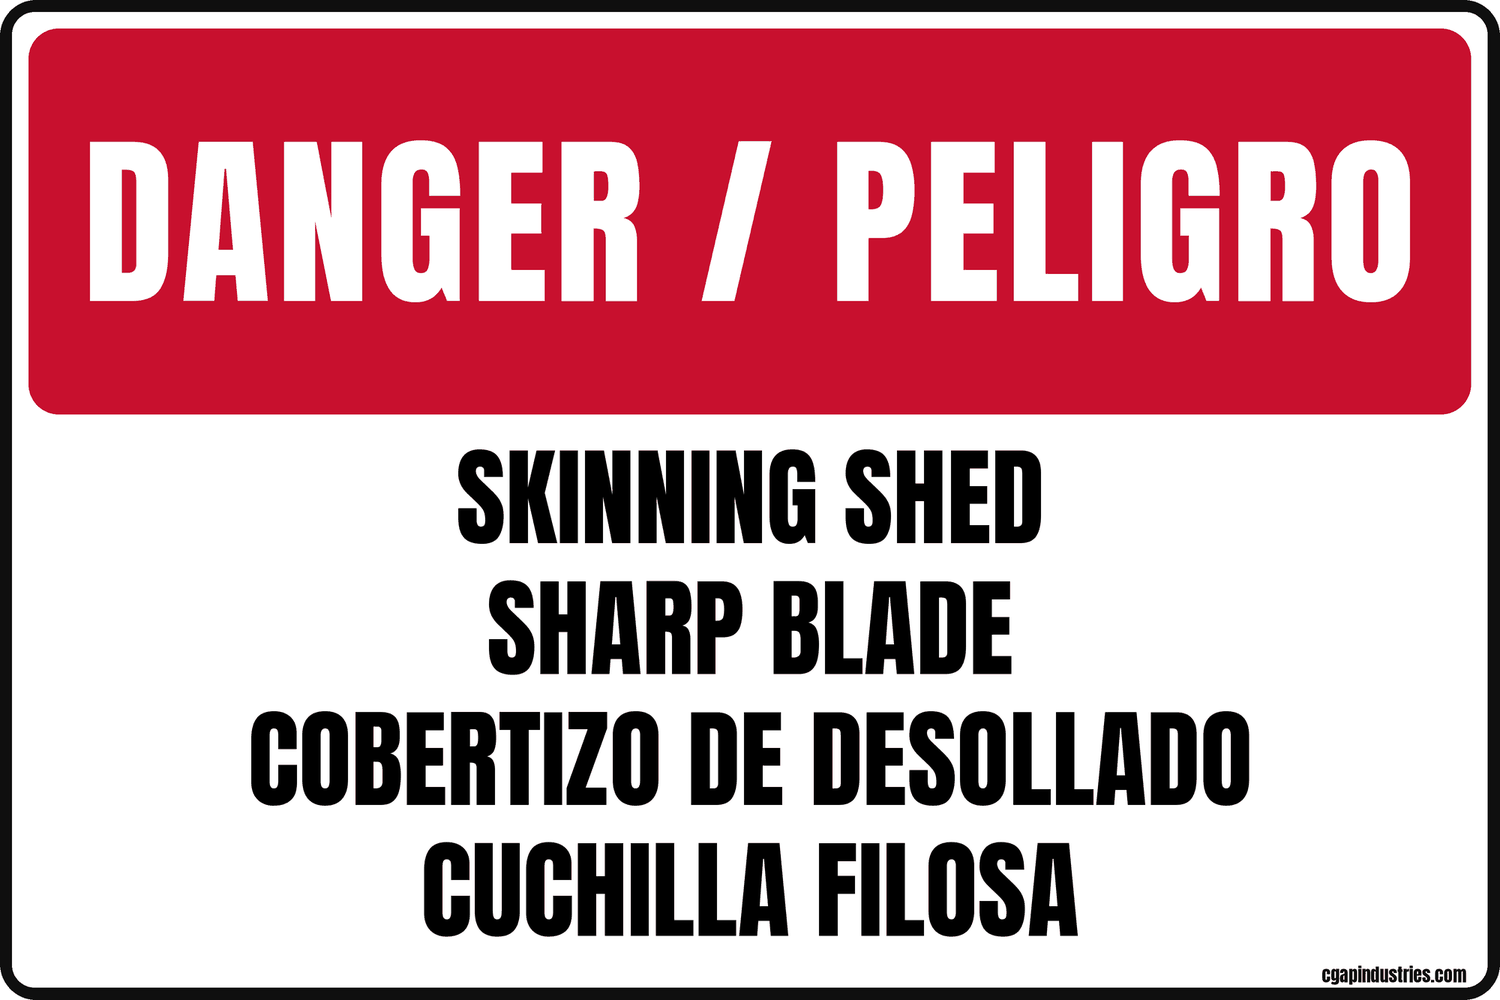 DANGER / PELIGRO
SKINNING SHED
SHARP BLADE
COBERTIZO DE DESOLLADO
CUCHILLA FILOSA
cgapindustries.com